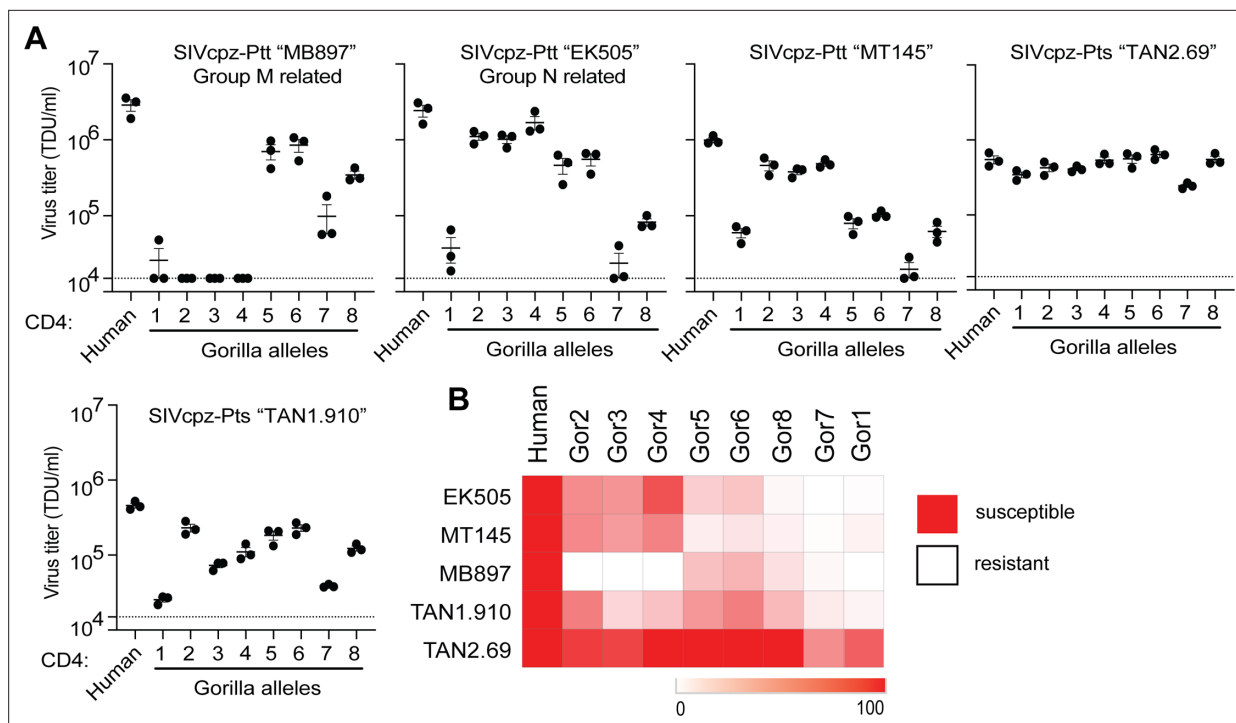 A
SIVcpz-Ptt “MB897”
Group M related
SIVcpz-Ptt “EK505”
Group N related
SIVcpz-Ptt “MT145”
SIVcpz-Pts “TAN2.69”
Virus titer (TDU/ml)
10^7
10^6
10^5
10^4
CD4:
Human 1 2 3 4 5 6 7 8
Gorilla alleles
Human 1 2 3 4 5 6 7 8
Gorilla alleles
Human 1 2 3 4 5 6 7 8
Gorilla alleles
Human 1 2 3 4 5 6 7 8
Gorilla alleles
SIVcpz-Pts “TAN1.910”
Virus titer (TDU/ml)
10^7
10^6
10^5
10^4
CD4:
Human 1 2 3 4 5 6 7 8
Gorilla alleles
B
Human Gor2 Gor3 Gor4 Gor5 Gor6 Gor8 Gor7 Gor1
EK505
MT145
MB897
TAN1.910
TAN2.69
0 100
susceptible
resistant